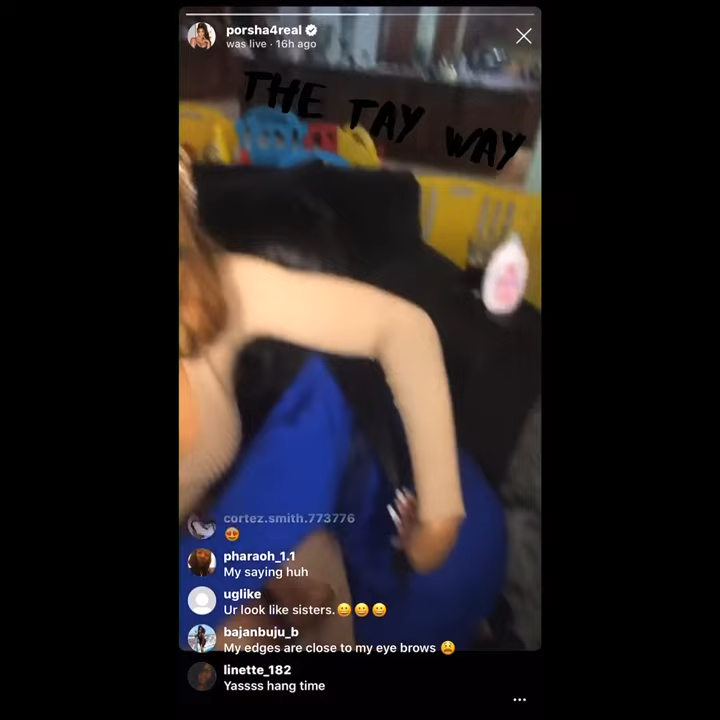 porsha4real
was live · 16h ago
THE TAY WAY
cortez.smith.773776
😍
pharaoh_1.1
My saying huh
uglike
Ur look like sisters.😄😄😄
bajanbuju_b
My edges are close to my eye brows 😫
linette_182
Yassss hang time